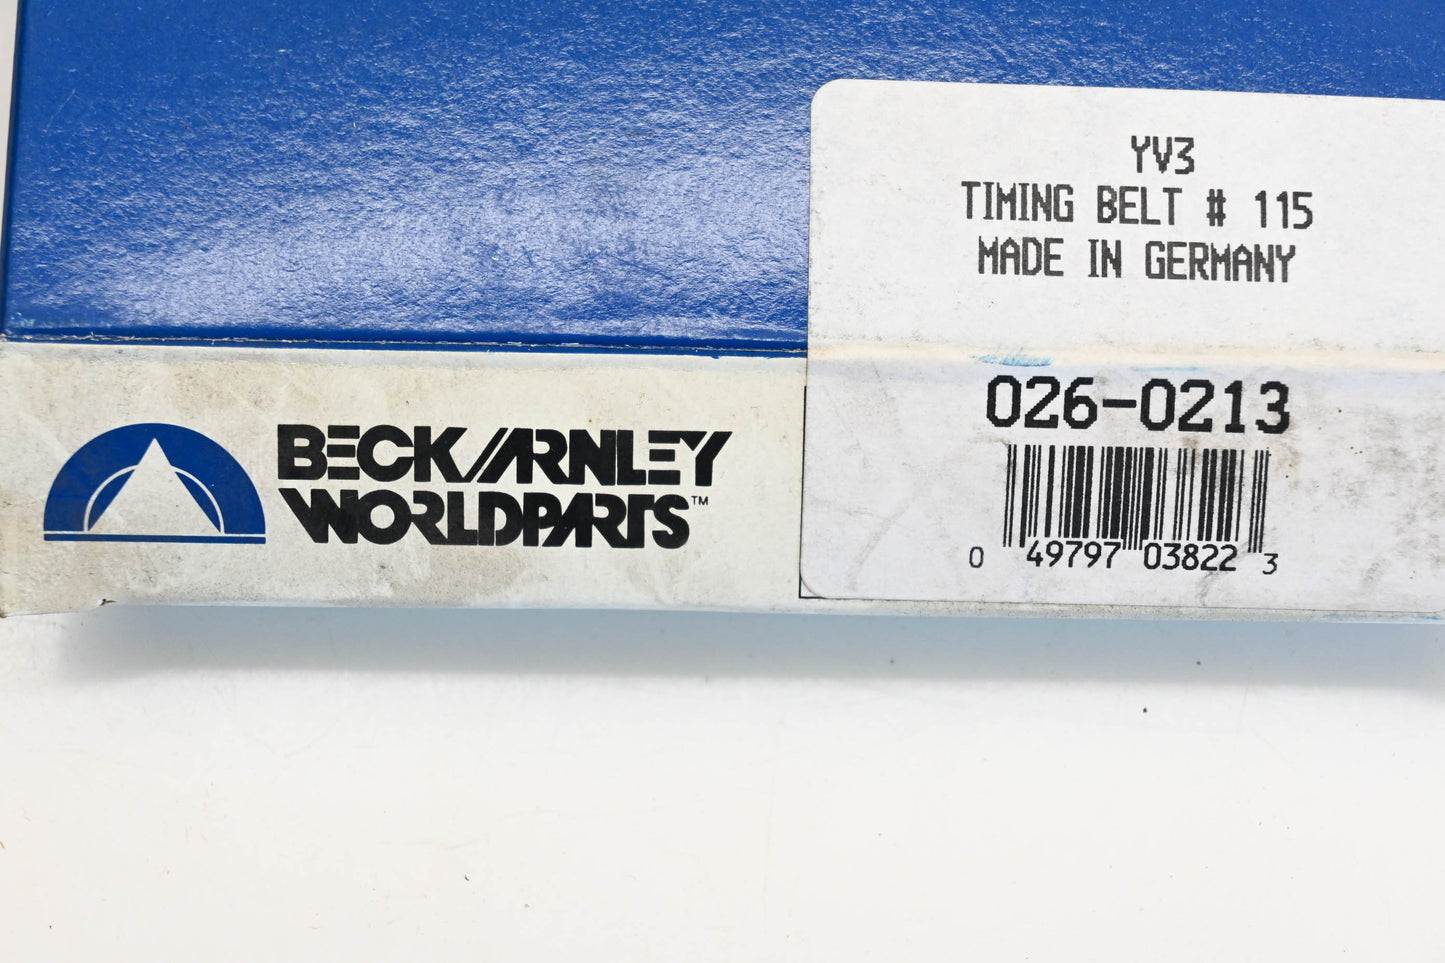 YV3
TIMING BELT # 115
MADE IN GERMANY
026-0213
0 49797 03822 3
BECK/ARNLEY
WORLDPARTS™